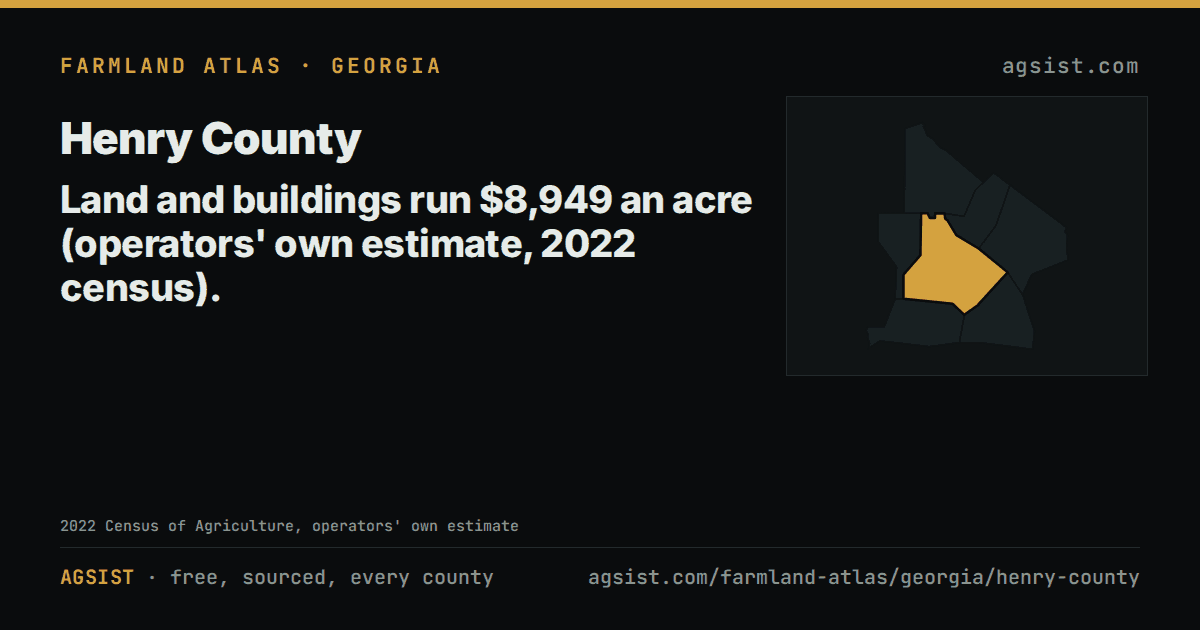 FARMLAND ATLAS · GEORGIA
agsist.com
Henry County
Land and buildings run $8,949 an acre
(operators' own estimate, 2022
census).
2022 Census of Agriculture, operators' own estimate
AGSIST · free, sourced, every county
agsist.com/farmland-atlas/georgia/henry-county